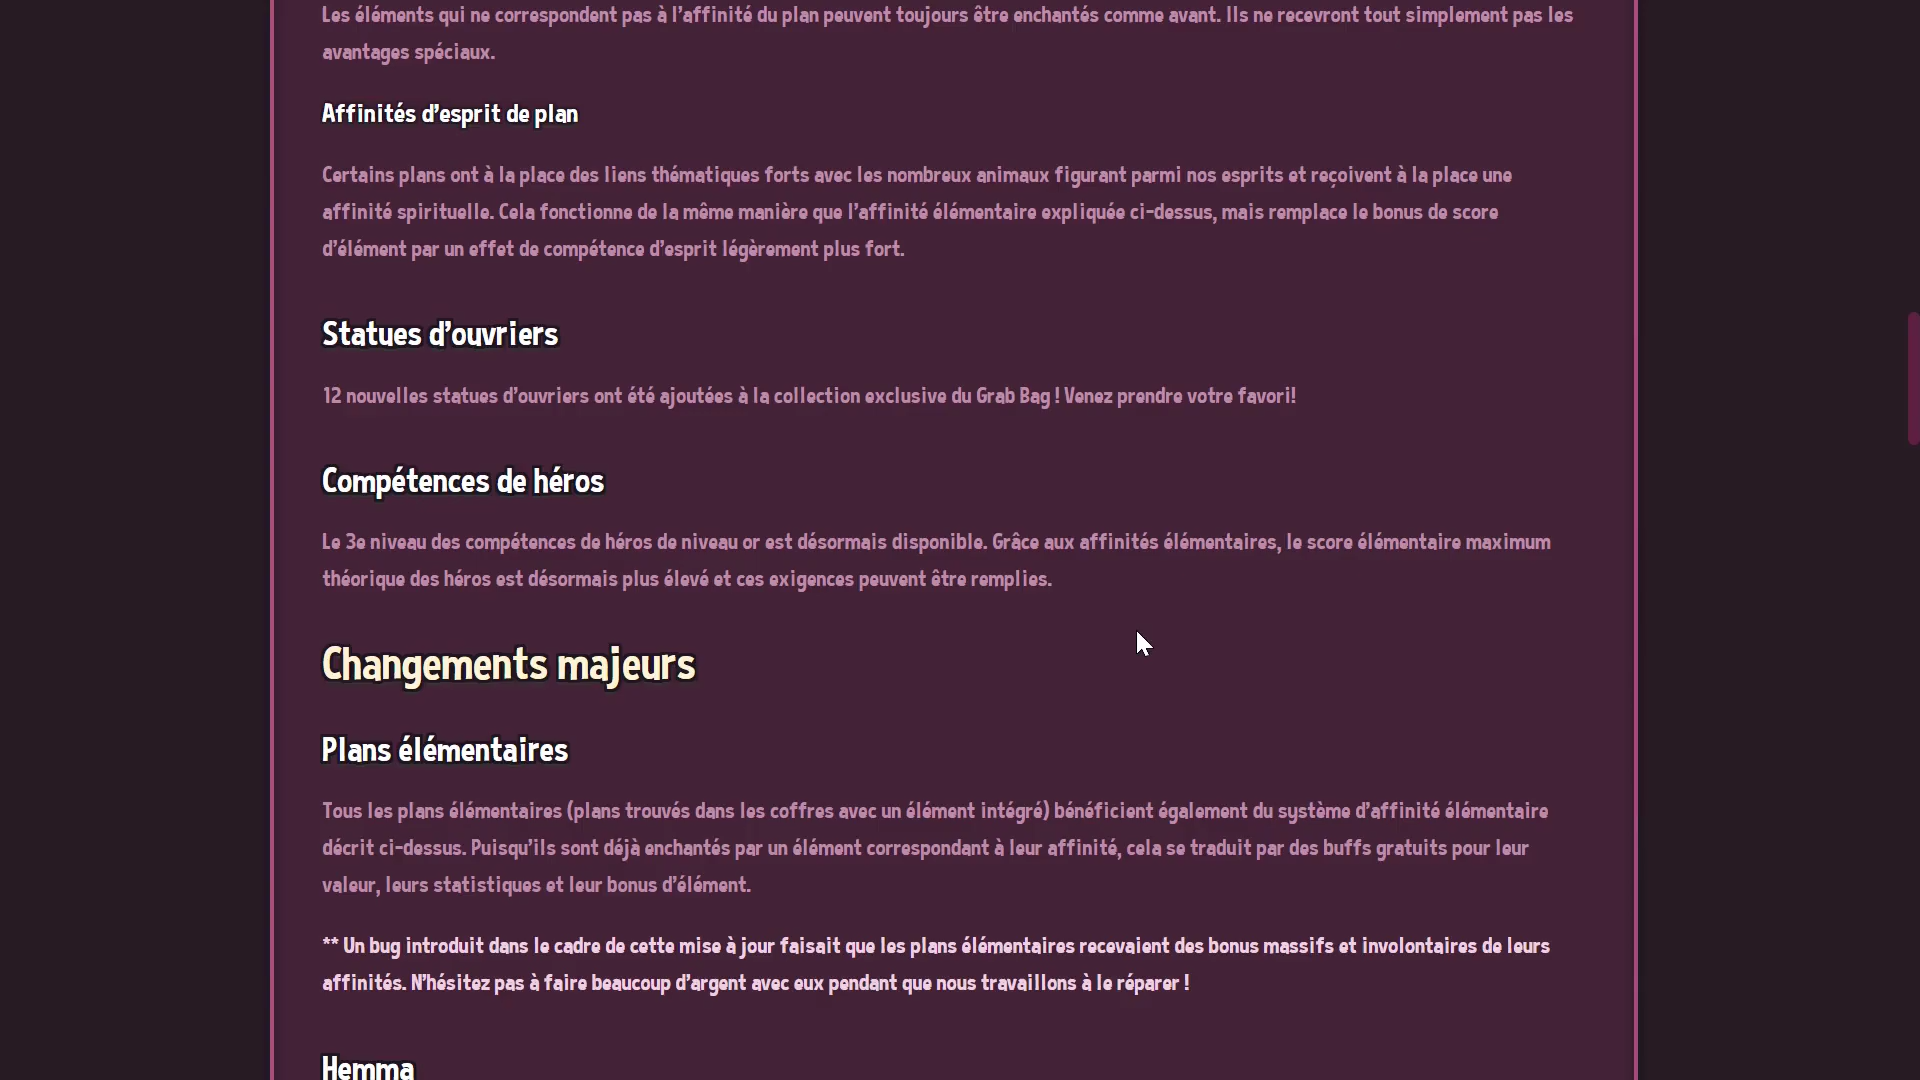 Les éléments qui ne correspondent pas à l'affinité du plan peuvent toujours être enchantés comme avant. Ils ne recevront tout simplement pas les
avantages spéciaux.
Affinités d'esprit de plan
Certains plans ont à la place des liens thématiques forts avec les nombreux animaux figurant parmi nos esprits et reçoivent à la place une
affinité spirituelle. Cela fonctionne de la même manière que l'affinité élémentaire expliquée ci-dessus, mais remplace le bonus de score
d'élément par un effet de compétence d'esprit légèrement plus fort.
Statues d'ouvriers
12 nouvelles statues d'ouvriers ont été ajoutées à la collection exclusive du Grab Bag ! Venez prendre votre favori!
Compétences de héros
Le 3e niveau des compétences de héros de niveau or est désormais disponible. Grâce aux affinités élémentaires, le score élémentaire maximum
théorique des héros est désormais plus élevé et ces exigences peuvent être remplies.
Changements majeurs
Plans élémentaires
Tous les plans élémentaires (plans trouvés dans les coffres avec un élément intégré) bénéficient également du système d'affinité élémentaire
décrit ci-dessus. Puisqu'ils sont déjà enchantés par un élément correspondant à leur affinité, cela se traduit par des buffs gratuits pour leur
valeur, leurs statistiques et leur bonus d'élément.
** Un bug introduit dans le cadre de cette mise à jour faisait que les plans élémentaires recevaient des bonus massifs et involontaires de leurs
affinités. N'hésitez pas à faire beaucoup d'argent avec eux pendant que nous travaillons à le réparer !
Hemma